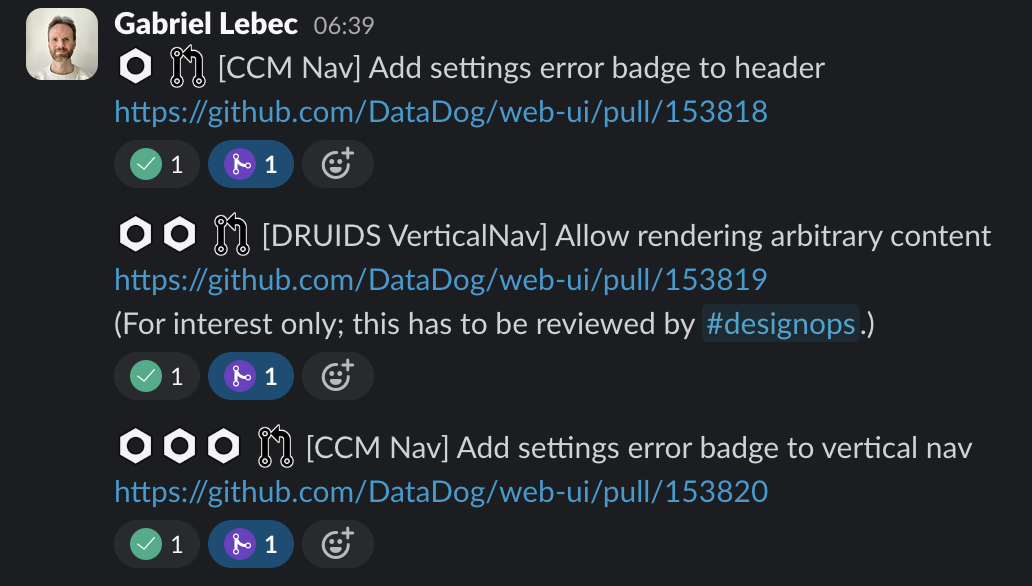 Gabriel Lebec 06:39
[CCM Nav] Add settings error badge to header
https://github.com/DataDog/web-ui/pull/153818
1 1
[DRUIDS VerticalNav] Allow rendering arbitrary content
https://github.com/DataDog/web-ui/pull/153819
(For interest only; this has to be reviewed by #designops.)
1 1
[CCM Nav] Add settings error badge to vertical nav
https://github.com/DataDog/web-ui/pull/153820
1 1